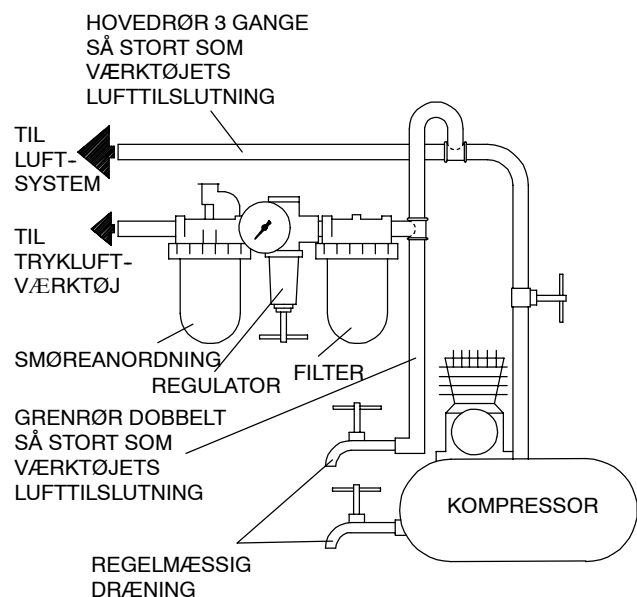 HOVEDRØR 3 GANGE
SÅ STORT SOM
VÆRKTØJETS
LUFTTILSLUTNING
TIL
LUFT-
SYSTEM
TIL
TRYKLUFT-
VÆRKTØJ
SMØREANORDNING
REGULATOR
FILTER
GRENRØR DOBBELT
SÅ STORT SOM
VÆRKTØJETS
LUFTTILSLUTNING
KOMPRESSOR
REGELMÆSSIG
DRÆNING